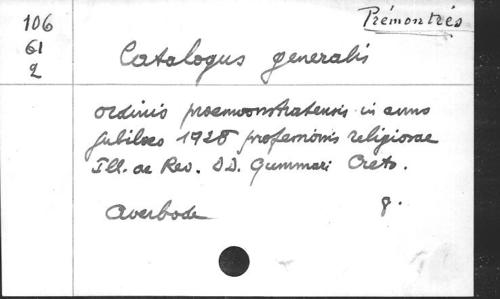 106
61
2
Prémontrés
Catalogus generalis
ordinis praemonstratensis in anno
jubilaeo 1928 professionis religiosae
Ill. ac Rev. DD. Gummari Crets.
Averbode 8.